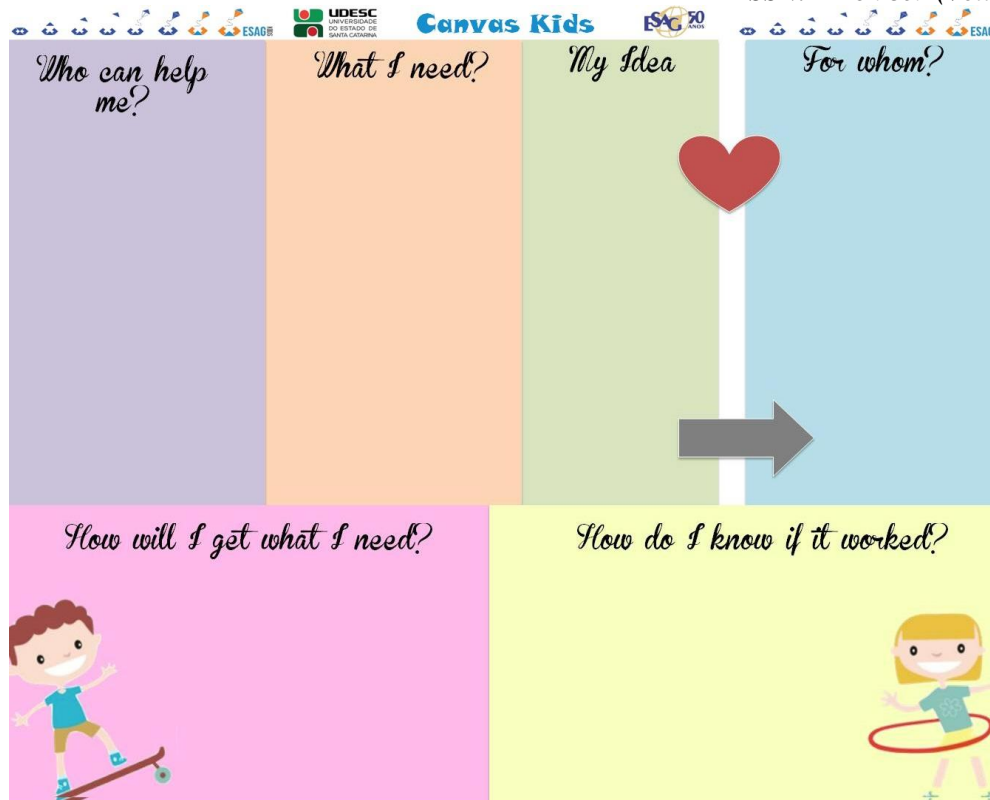 ESAG
UDESC
UNIVERSIDADE
DO ESTADO DE
SANTA CATARINA
Canvas Kids
ESAG 50
ANOS
ESAG
Who can help
me?
What I need?
My Idea
For whom?
How will I get what I need?
How do I know if it worked?